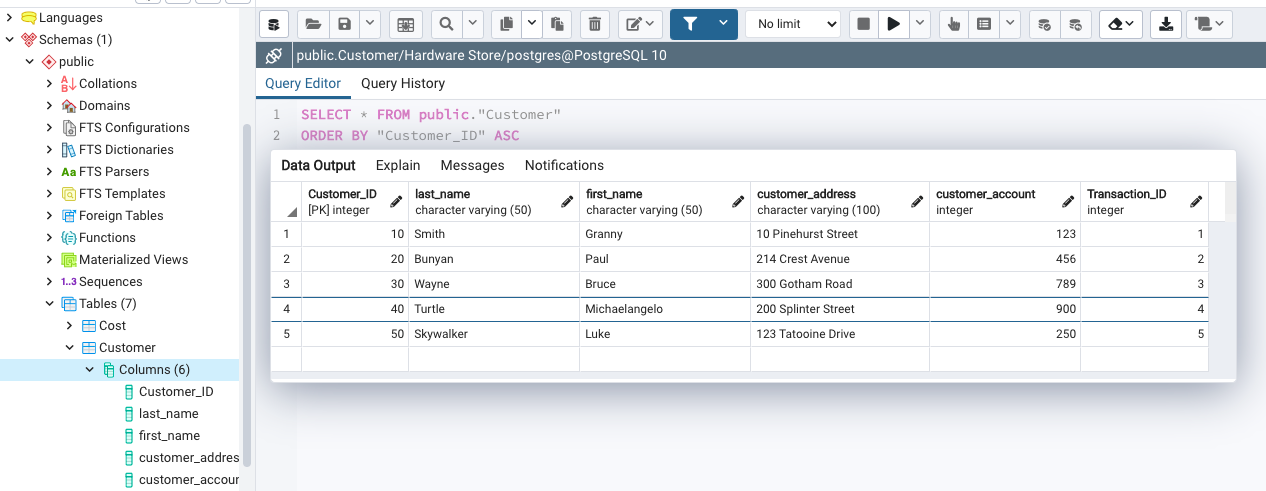 Languages
Schemas (1)
public
Collations
Domains
FTS Configurations
FTS Dictionaries
Aa FTS Parsers
FTS Templates
Foreign Tables
Functions
Materialized Views
1..3 Sequences
Tables (7)
Cost
Customer
Columns (6)
Customer_ID
last_name
first_name
customer_addres
customer_accour
No limit
public.Customer/Hardware Store/postgres@PostgreSQL 10
Query Editor Query History
1 SELECT * FROM public."Customer"
2 ORDER BY "Customer_ID" ASC
Data Output Explain Messages Notifications
Customer_ID last_name first_name customer_address customer_account Transaction_ID
[PK] integer character varying (50) character varying (50) character varying (100) integer integer
1 10 Smith Granny 10 Pinehurst Street 123 1
2 20 Bunyan Paul 214 Crest Avenue 456 2
3 30 Wayne Bruce 300 Gotham Road 789 3
4 40 Turtle Michaelangelo 200 Splinter Street 900 4
5 50 Skywalker Luke 123 Tatooine Drive 250 5